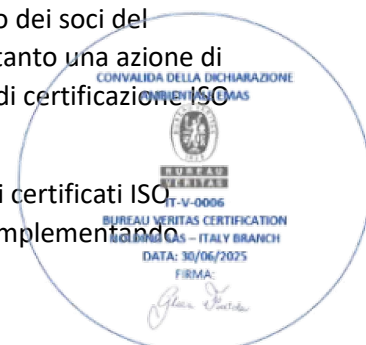 o dei soci del
tanto una azione di
di certificazione ISO
i certificati ISO
mplementando
CONVALIDA DELLA DICHIARAZIONE
AMBIENTALE EMAS
BUREAU
VERITAS
IT-V-0006
BUREAU VERITAS CERTIFICATION
HOLDING SAS – ITALY BRANCH
DATA: 30/06/2025
FIRMA: